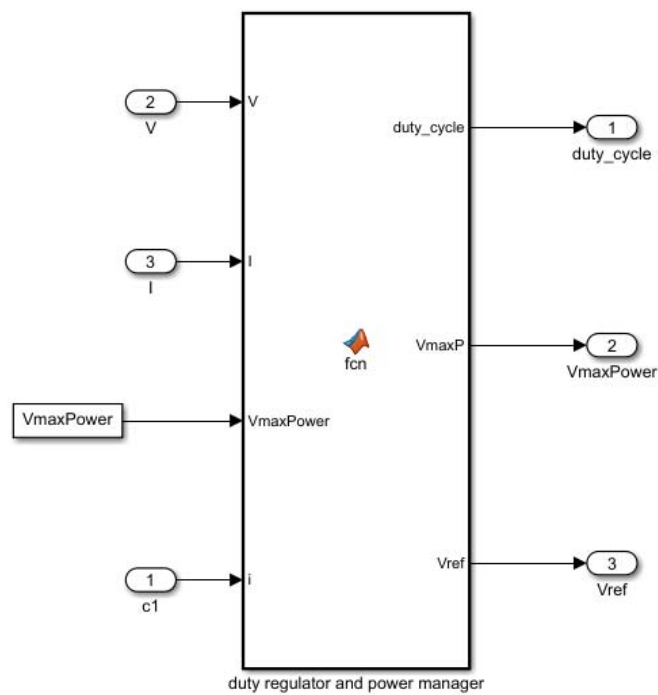 2
V
V
duty_cycle
1
duty_cycle
3
I
I
fcn
VmaxP
2
VmaxPower
VmaxPower
VmaxPower
1
c1
i
Vref
3
Vref
duty regulator and power manager